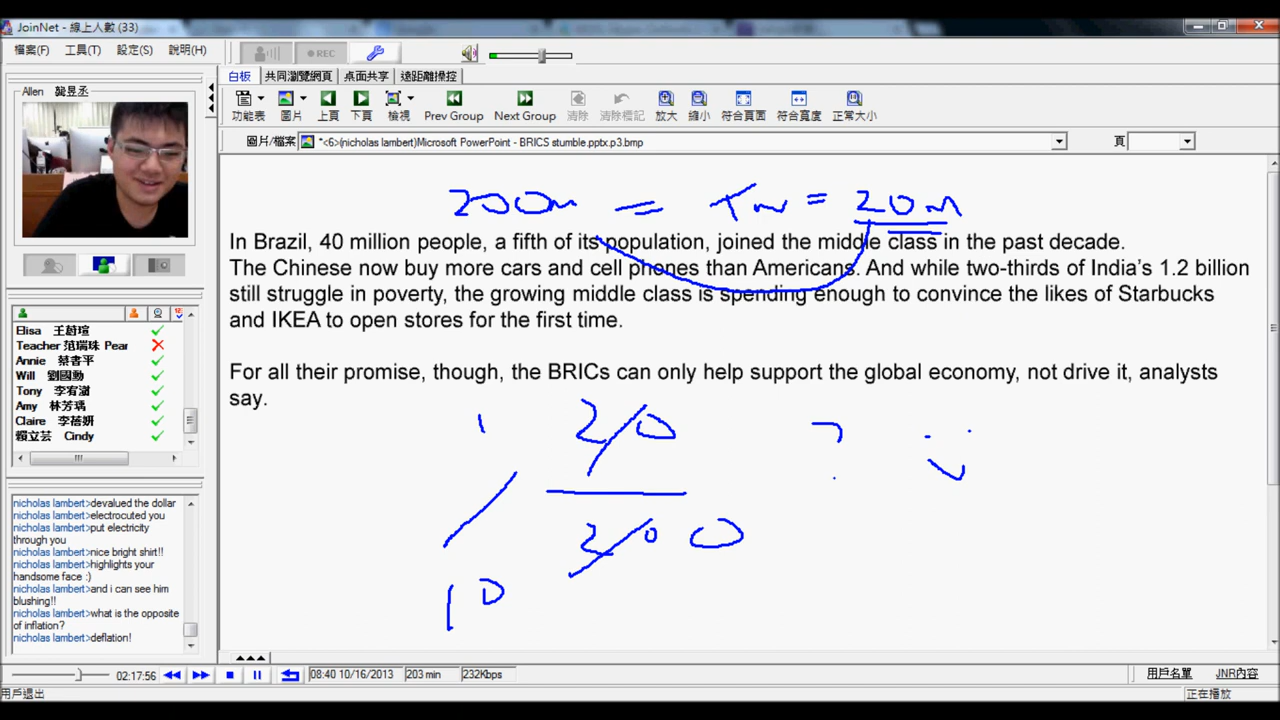 JoinNet - 線上人數 (33)
檔案(F) 工具(T) 設定(S) 說明(H)
REC
Allen 龔昱丞
白板 共同瀏覽網頁 桌面共享 遠距離操控
功能表 圖片 上頁 下頁 檢視 Prev Group Next Group 清除 清除標記 放大 縮小 符合頁面 符合寬度 正常大小
圖片/檔案 *<6>(nicholas lambert)Microsoft PowerPoint - BRICS stumble.pptx.p3.bmp 頁
200m = Tw = 20m
In Brazil, 40 million people, a fifth of its population, joined the middle class in the past decade.
The Chinese now buy more cars and cell phones than Americans. And while two-thirds of India's 1.2 billion
still struggle in poverty, the growing middle class is spending enough to convince the likes of Starbucks
and IKEA to open stores for the first time.
For all their promise, though, the BRICs can only help support the global economy, not drive it, analysts
say.
1 20 ?
200
10
Elisa
Teacher 范瑞珠 Pear
Annie 蔡書平
Will 劉國勳
Tony
Amy 林芳瑀
Claire 李蓓妍
賴立芸 Cindy
nicholas lambert>devalued the dollar
nicholas lambert>electrocuted you
nicholas lambert>put electricity
through you
nicholas lambert>nice bright shirt!!
nicholas lambert>highlights your
handsome face :)
nicholas lambert>and i can see him
blushing!!
nicholas lambert>what is the opposite
of inflation?
nicholas lambert>deflation!
02:17:56 08:40 10/16/2013 203 min 232Kbps 用戶名單 JNR內容
用戶退出 正在播放